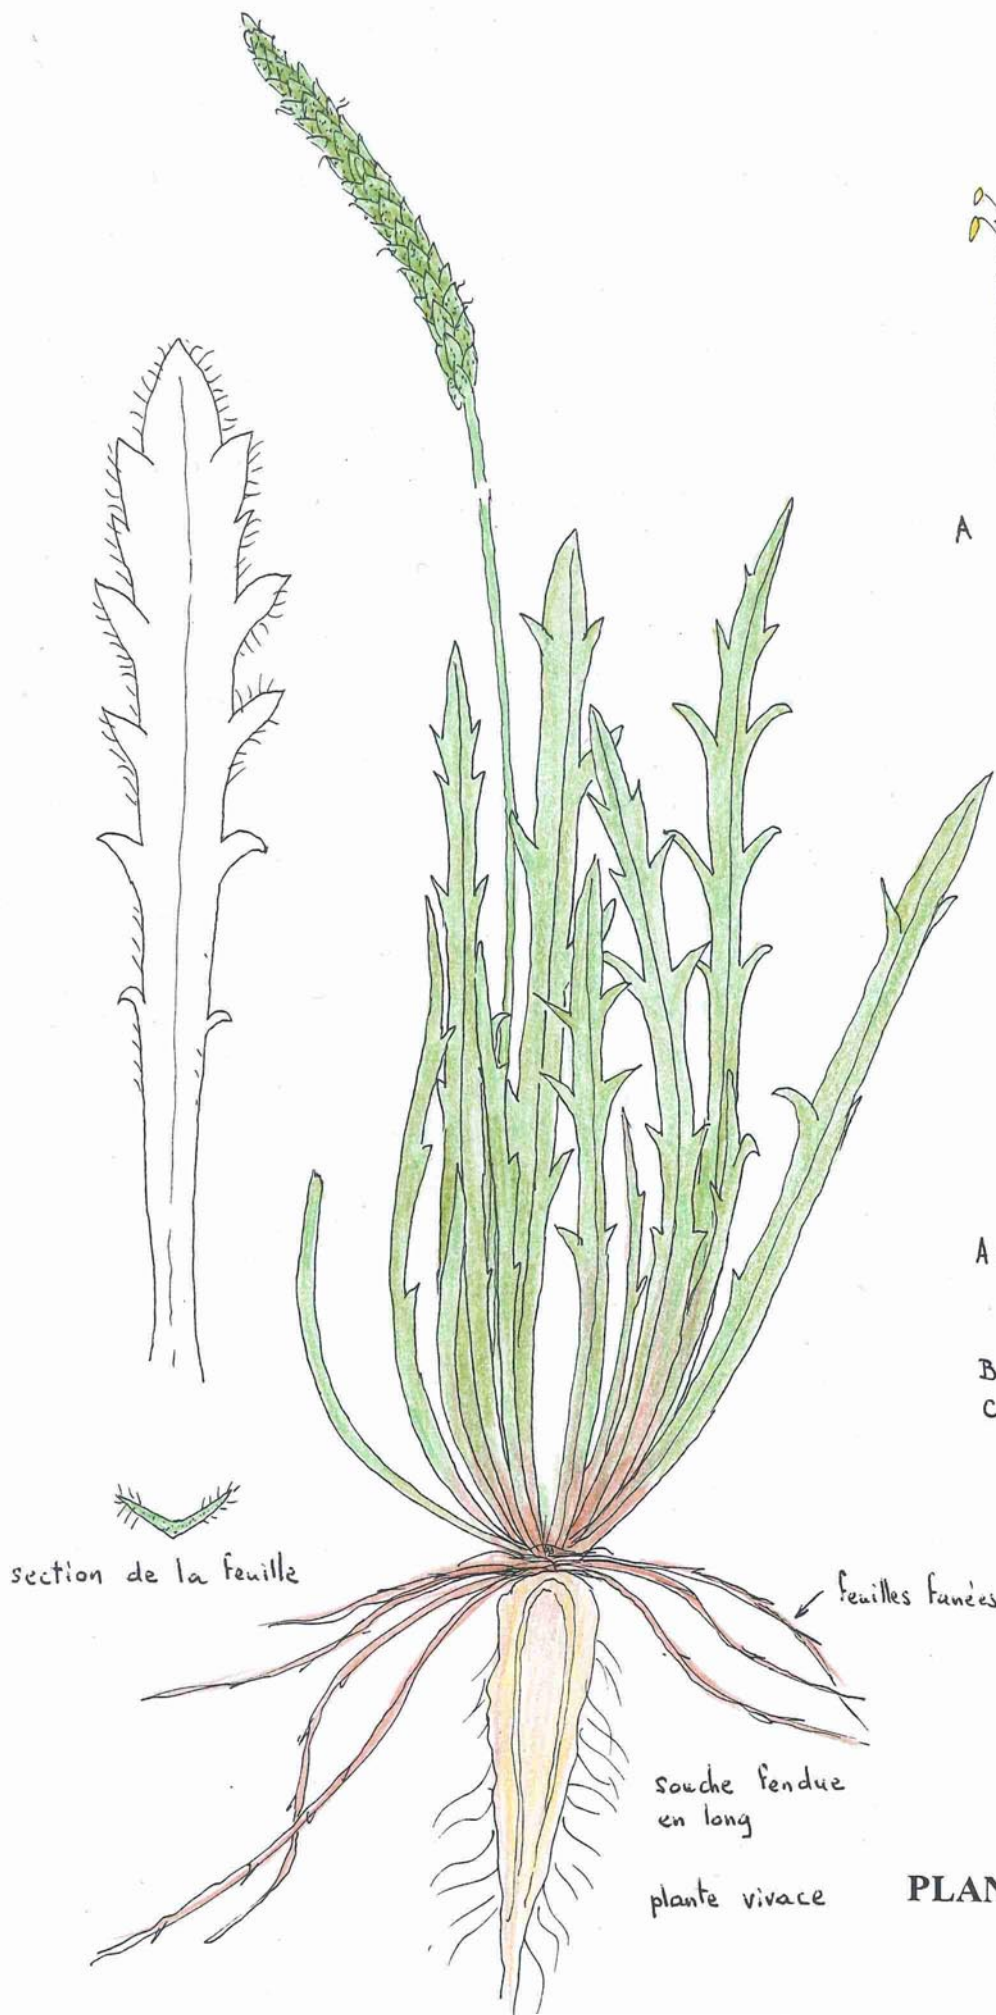 A
A
B
C
section de la feuille
feuilles fanées
souche fendue
en long
plante vivace
PLAN